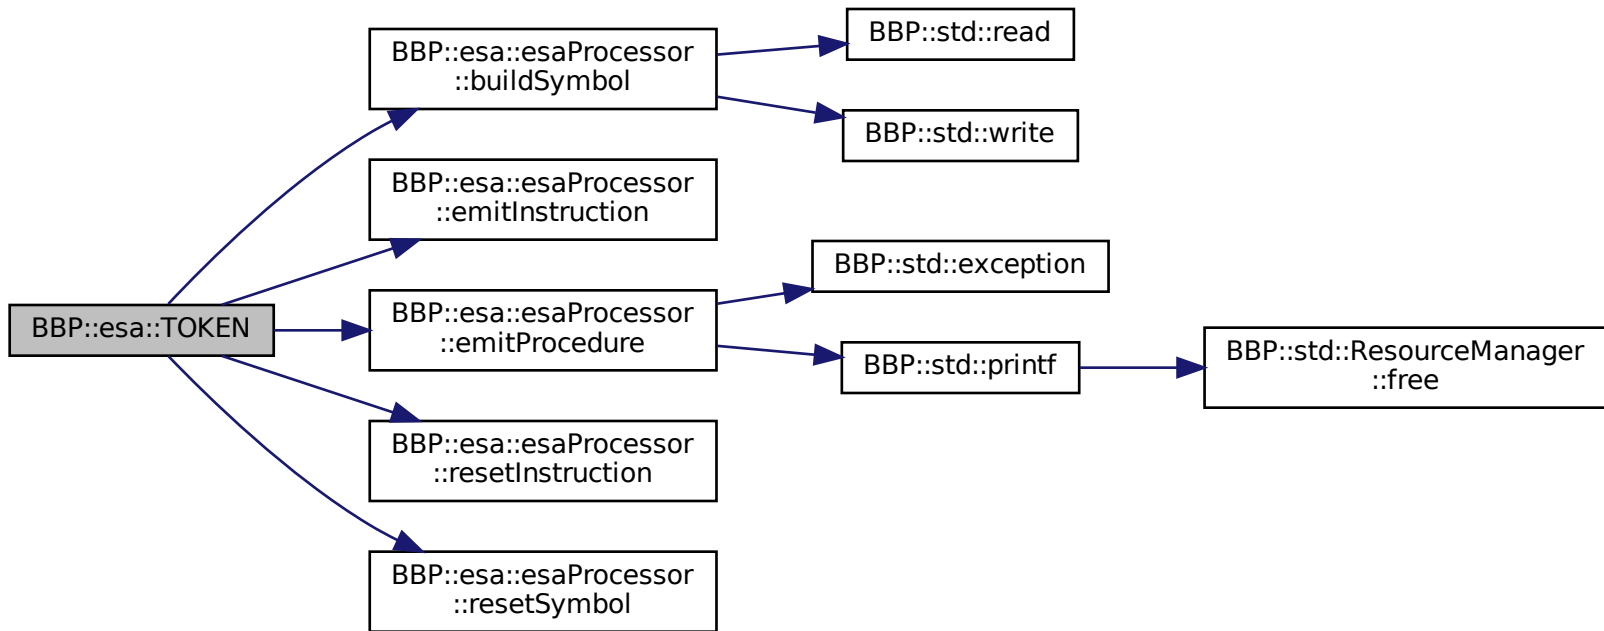 BBP::esa::TOKEN
BBP::esa::esaProcessor
::buildSymbol
BBP::std::read
BBP::std::write
BBP::esa::esaProcessor
::emitInstruction
BBP::esa::esaProcessor
::emitProcedure
BBP::std::exception
BBP::std::printf
BBP::std::ResourceManager
::free
BBP::esa::esaProcessor
::resetInstruction
BBP::esa::esaProcessor
::resetSymbol